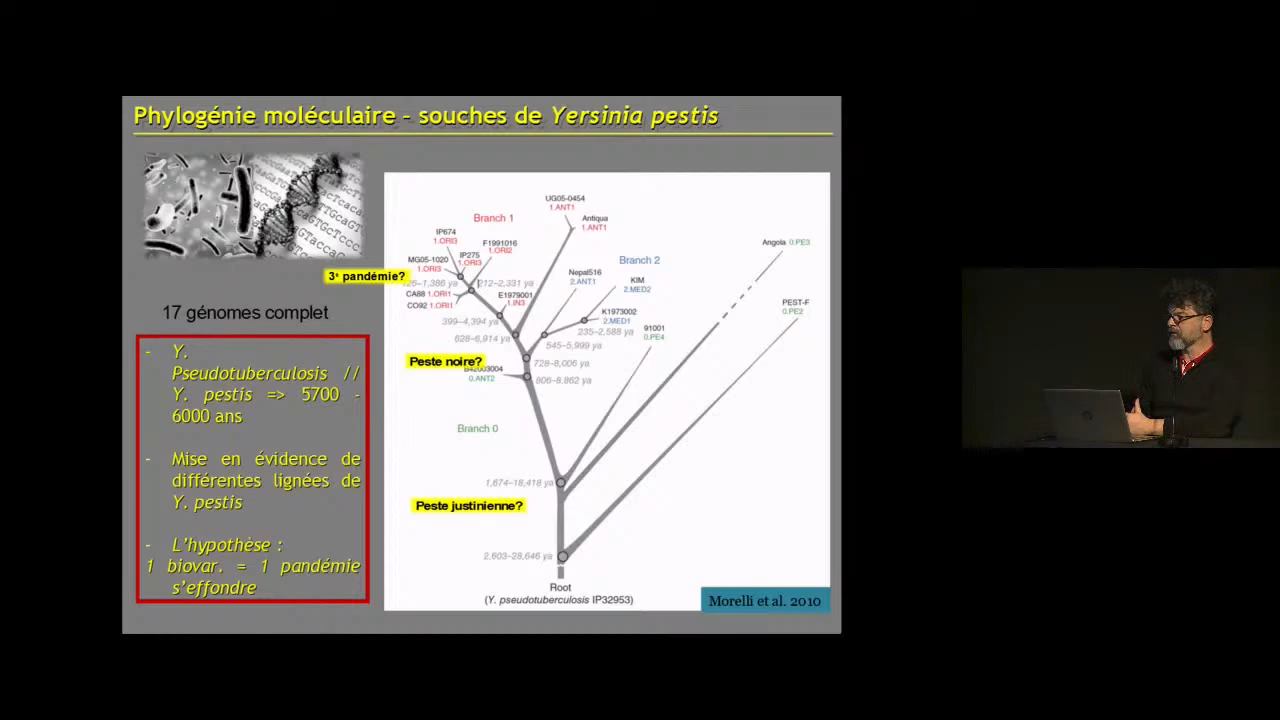 Phylogénie moléculaire – souches de Yersinia pestis
17 génomes complet
- Y.
Pseudotuberculosis //
Y. pestis => 5700 -
6000 ans
- Mise en évidence de
différentes lignées de
Y. pestis
- L'hypothèse :
1 biovar. = 1 pandémie
s'effondre
UG05-0454
1.ANT1
Antiqua
1.ANT1
Branch 1
IP674
1.ORI3
F1991016
1.ORI2
IP275
1.ORI3
MG05-1020
1.ORI3
3e pandémie?
212–2,331 ya
CA88 1.ORI1
CO92 1.ORI1
E1979001
1.IN3
399–4,394 ya
628–6,914 ya
Branch 2
Nepal516
2.ANT1
KIM
2.MED2
K1973002
2.MED1
235–2,588 ya
545–5,999 ya
91001
0.PE4
Angola 0.PE3
PEST-F
0.PE2
Peste noire?
728–8,006 ya
B42003004
0.ANT2
806–8,862 ya
Branch 0
1,674–18,418 ya
Peste justinienne?
2,603–28,646 ya
Root
(Y. pseudotuberculosis IP32953)
Morelli et al. 2010